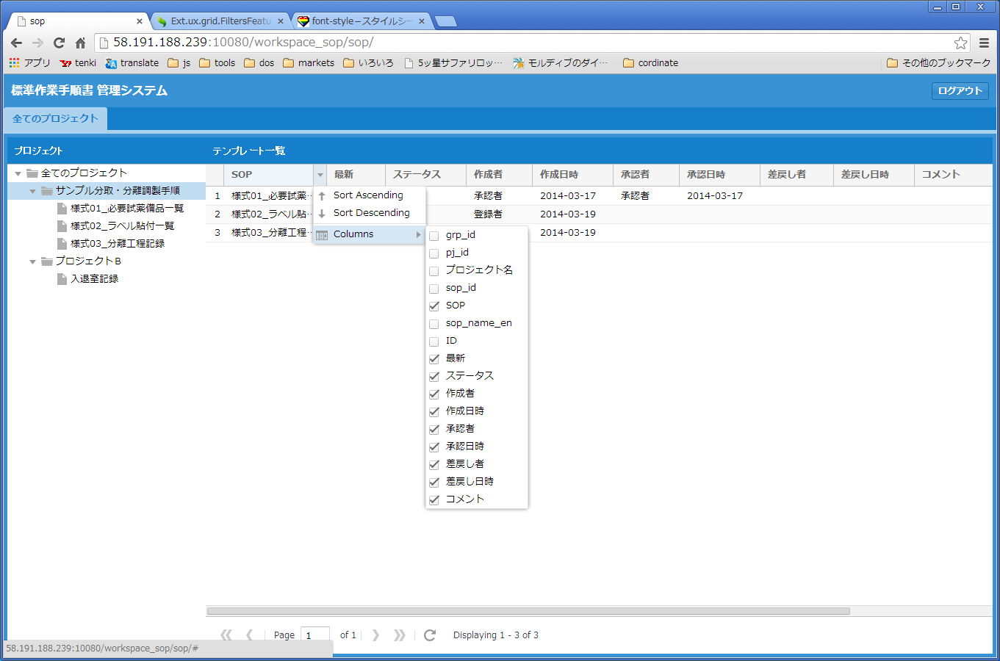 sop
Ext.ux.grid.FiltersFeatu
font-style－スタイルシー
58.191.188.239:10080/workspace_sop/sop/
アプリ tenki translate js tools dos markets いろいろ 5ッ星サファリロッ… モルディブのダイ… cordinate その他のブックマーク
標準作業手順書 管理システム
ログアウト
全てのプロジェクト
プロジェクト
テンプレート一覧
全てのプロジェクト
サンプル分取・分離調製手順
様式01_必要試薬備品一覧
様式02_ラベル貼付一覧
様式03_分離工程記録
プロジェクトB
入退室記録
SOP 最新 ステータス 作成者 作成日時 承認者 承認日時 差戻し者 差戻し日時 コメント
1 様式01_必要試薬… 承認者 2014-03-17 承認者 2014-03-17
2 様式02_ラベル貼… 登録者 2014-03-19
3 様式03_分離工程… 2014-03-19
Sort Ascending
Sort Descending
Columns
grp_id
pj_id
プロジェクト名
sop_id
SOP
sop_name_en
ID
最新
ステータス
作成者
作成日時
承認者
承認日時
差戻し者
差戻し日時
コメント
Page 1 of 1 Displaying 1 - 3 of 3
58.191.188.239:10080/workspace_sop/sop/#